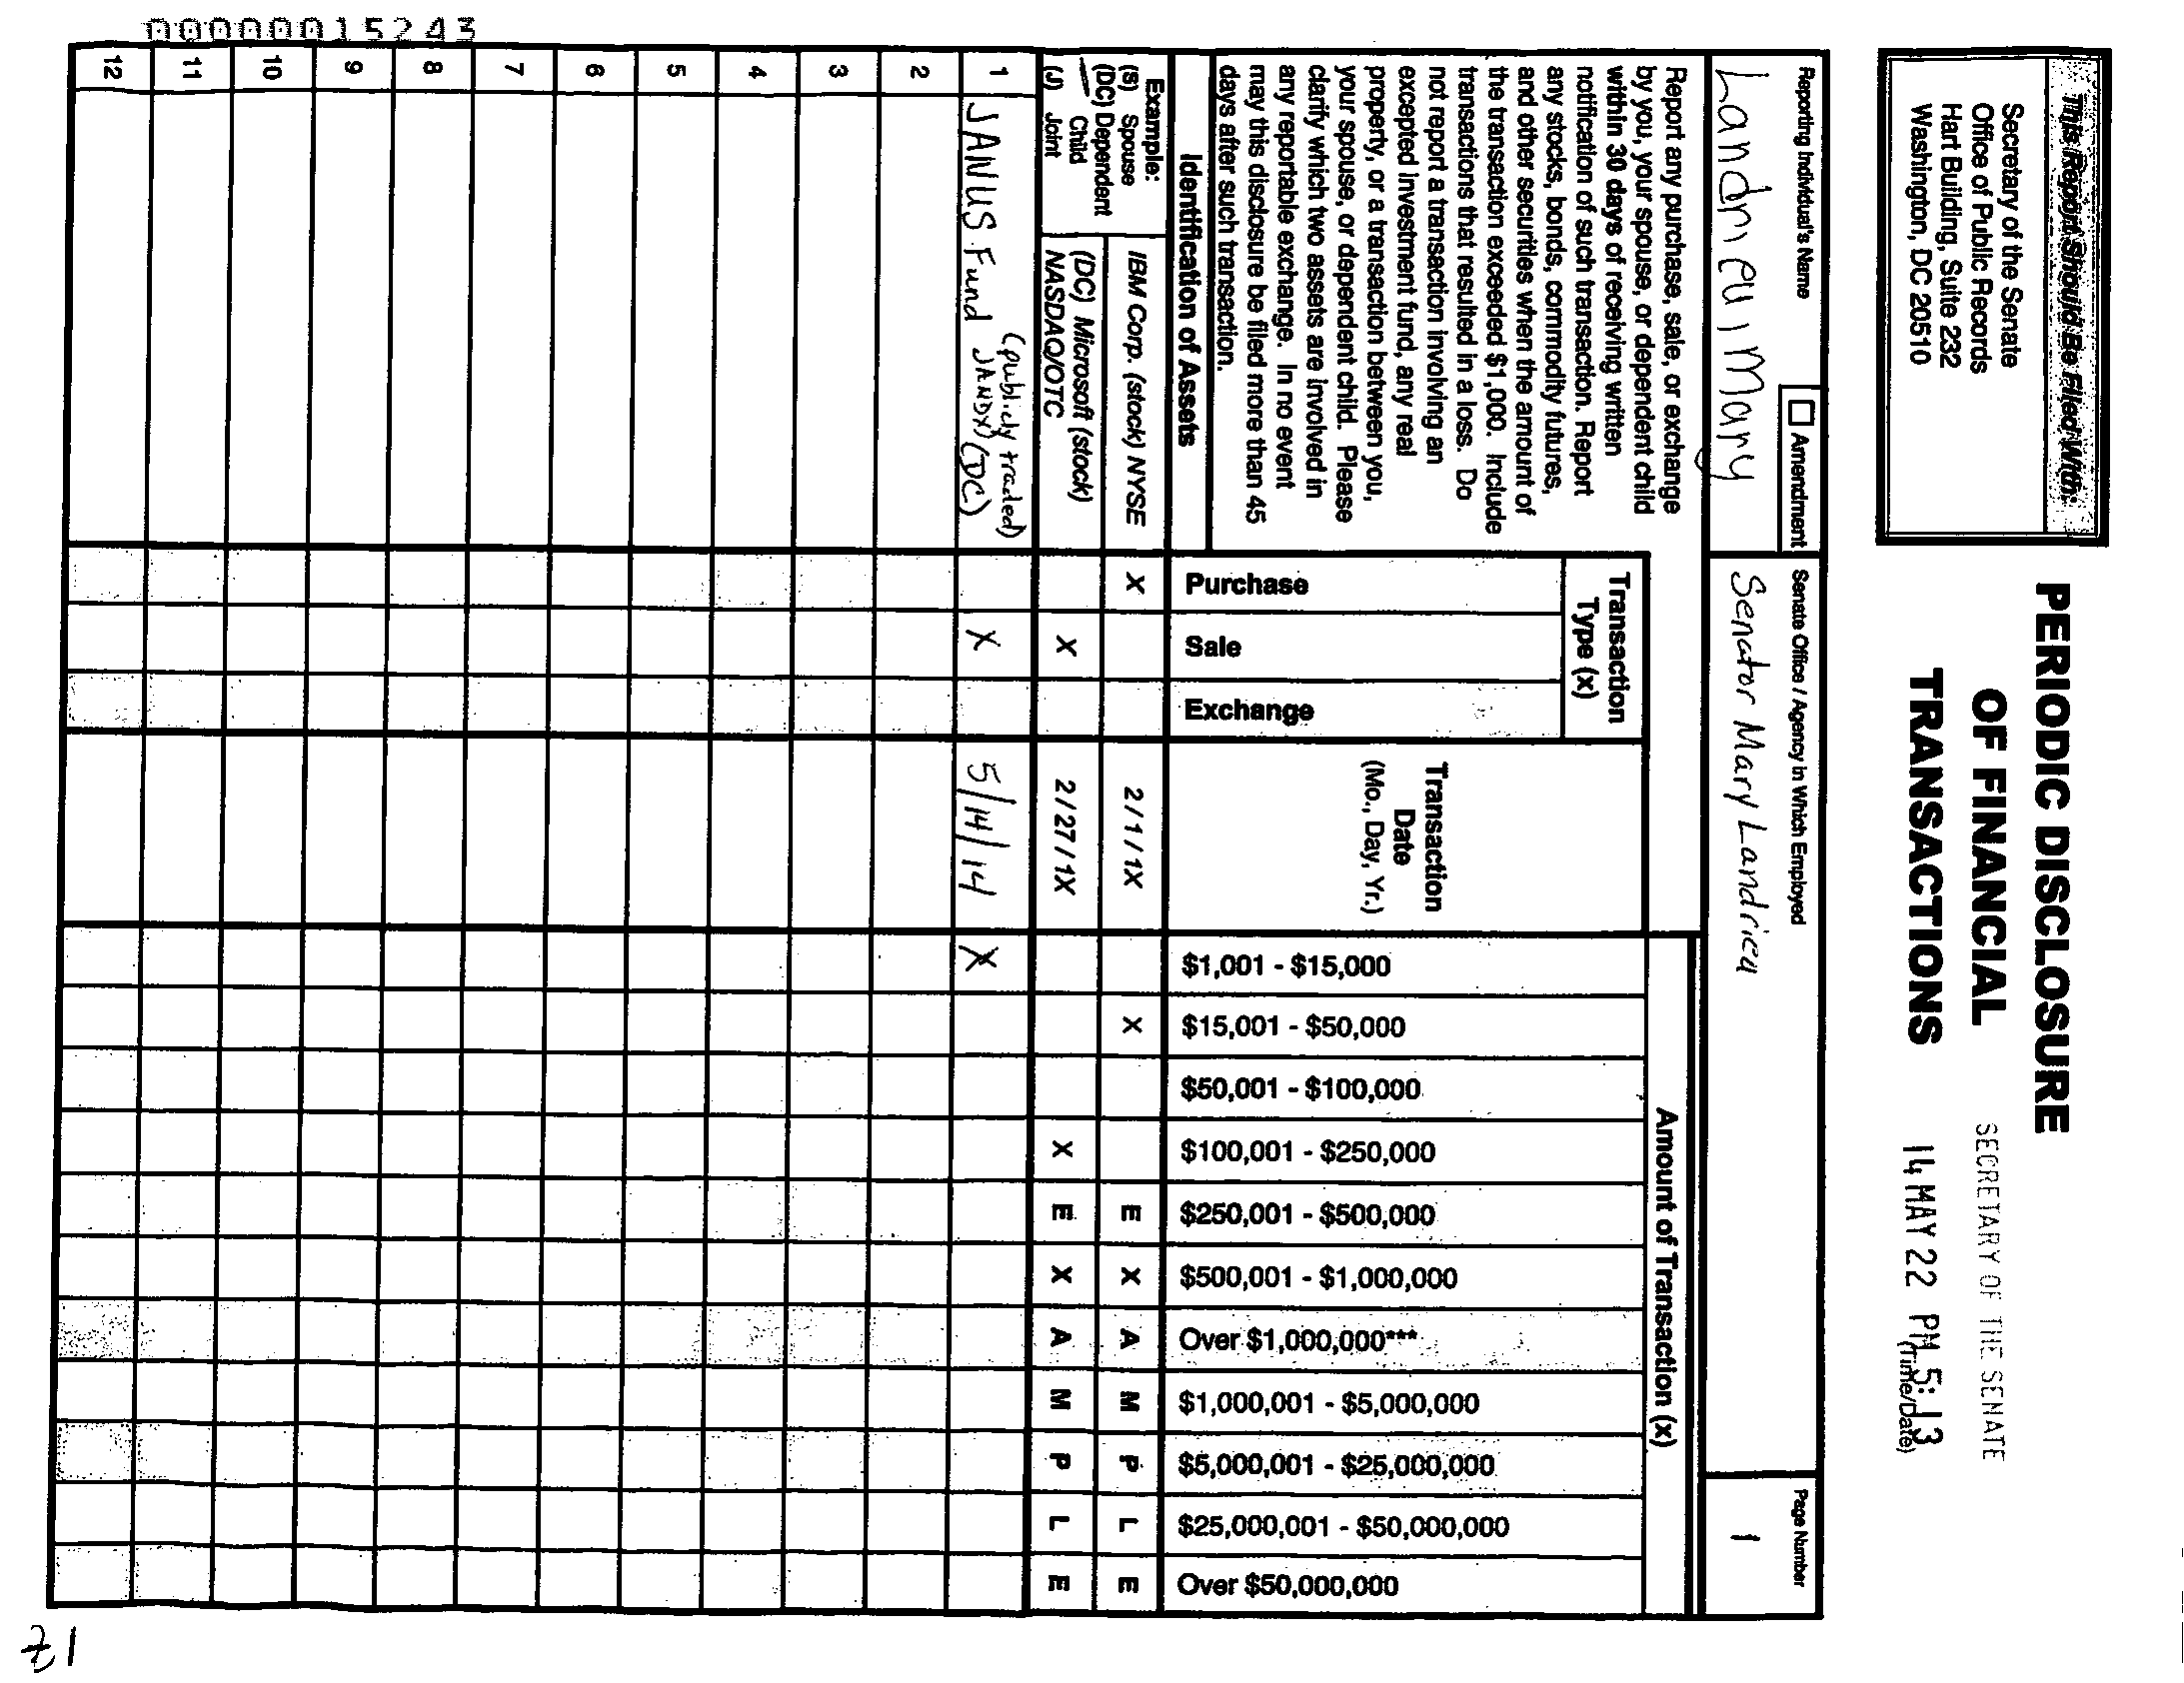 00000015243
This Report Should Be Filed With:
Secretary of the Senate
Office of Public Records
Hart Building, Suite 232
Washington, DC 20510
PERIODIC DISCLOSURE
OF FINANCIAL
TRANSACTIONS
SECRETARY OF THE SENATE
14 MAY 22 PM 5:13
(Time/Date)
Reporting Individual's Name
Amendment
Senate Office / Agency in Which Employed
Page Number
Landrieu, Mary
Senator Mary Landrieu
1
Report any purchase, sale, or exchange
by you, your spouse, or dependent child
within 30 days of receiving written
notification of such transaction. Report
any stocks, bonds, commodity futures,
and other securities when the amount of
the transaction exceeded $1,000. Include
transactions that resulted in a loss. Do
not report a transaction involving an
excepted investment fund, any real
property, or a transaction between you,
your spouse, or dependent child. Please
clarify which two assets are involved in
any reportable exchange. In no event
may this disclosure be filed more than 45
days after such transaction.
Identification of Assets
Transaction
Type (x)
Purchase
Sale
Exchange
Transaction
Date
(Mo., Day, Yr.)
Amount of Transaction (x)
$1,001 - $15,000
$15,001 - $50,000
$50,001 - $100,000
$100,001 - $250,000
$250,001 - $500,000
$500,001 - $1,000,000
Over $1,000,000***
$1,000,001 - $5,000,000
$5,000,001 - $25,000,000
$25,000,001 - $50,000,000
Over $50,000,000
Example:
(S) Spouse
(DC) Dependent
Child
(J) Joint
IBM Corp. (stock) NYSE X 2/1/1X X E X A M P L E
(DC) Microsoft (stock)
NASDAQ/OTC X 2/27/1X X E X A M P L E
(publicly traded)
1 JANUS Fund JANDX) (DC) X 5/14/14 X
2
3
4
5
6
7
8
9
10
11
12